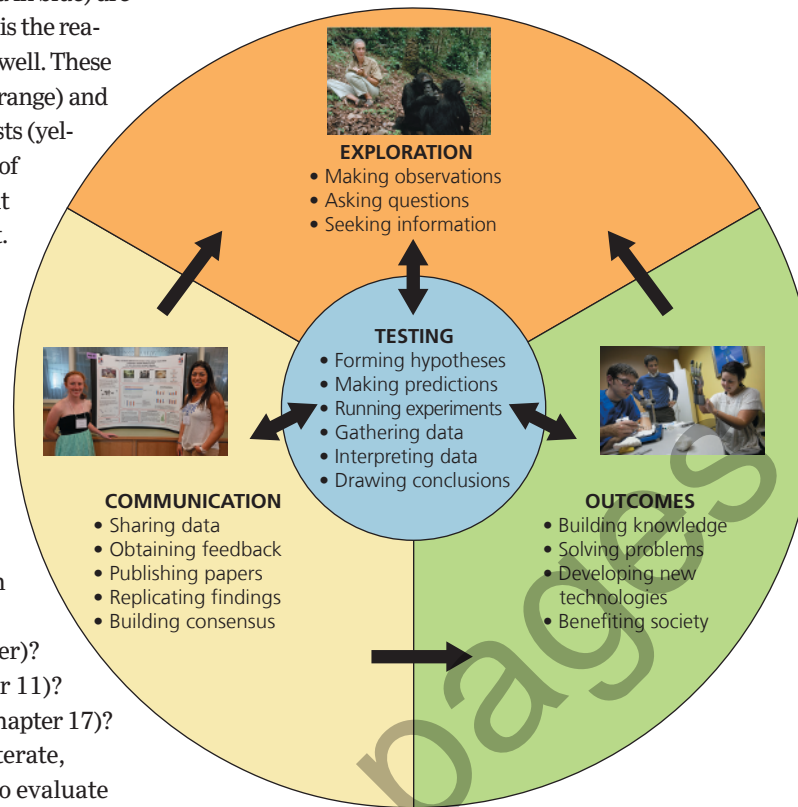 is the rea-
well. These
range) and
sts (yel-
of
t.
EXPLORATION
• Making observations
• Asking questions
• Seeking information
TESTING
• Forming hypotheses
• Making predictions
• Running experiments
• Gathering data
• Interpreting data
• Drawing conclusions
COMMUNICATION
• Sharing data
• Obtaining feedback
• Publishing papers
• Replicating findings
• Building consensus
OUTCOMES
• Building knowledge
• Solving problems
• Developing new
technologies
• Benefiting society
er)?
r 11)?
hapter 17)?
terate,
o evaluate
pages